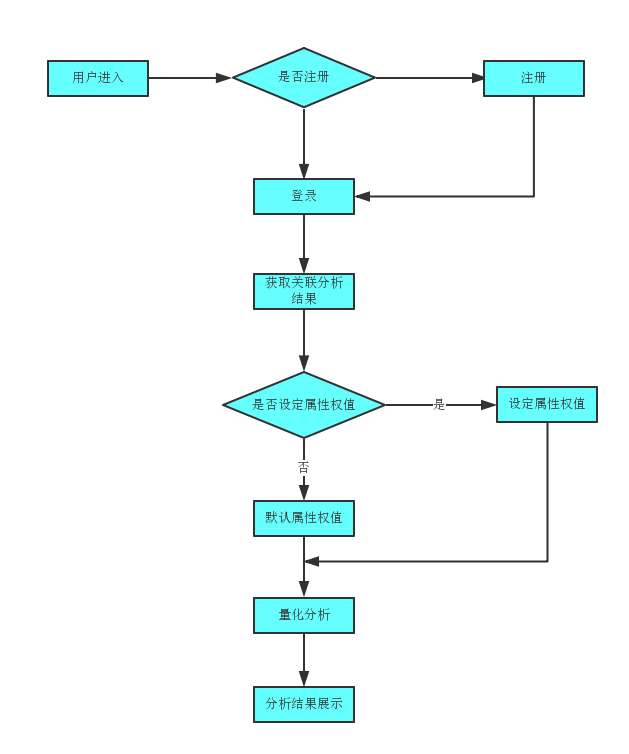 用户进入
是否注册
注册
登录
获取关联分析
结果
是否设定属性权值
是
设定属性权值
否
默认属性权值
量化分析
分析结果展示